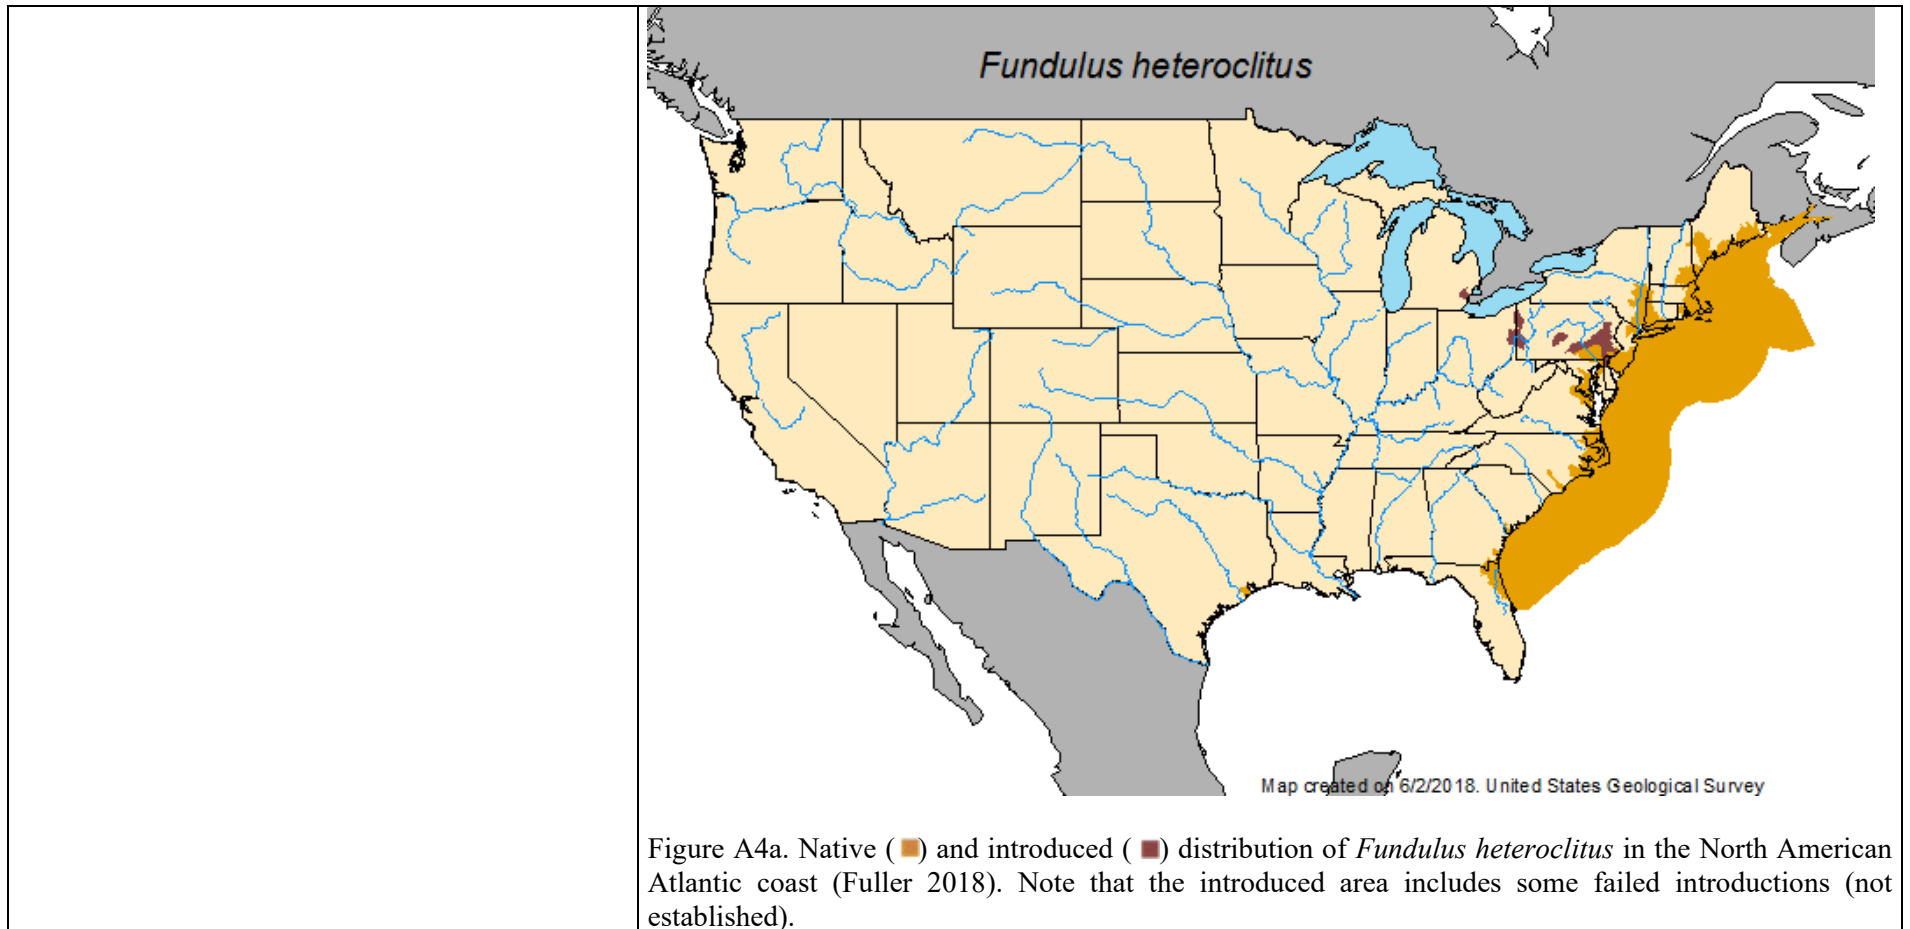 Fundulus heteroclitus
Map created on 6/2/2018. United States Geological Survey
Figure A4a. Native ( ) and introduced ( ) distribution of Fundulus heteroclitus in the North American
Atlantic coast (Fuller 2018). Note that the introduced area includes some failed introductions (not
established).